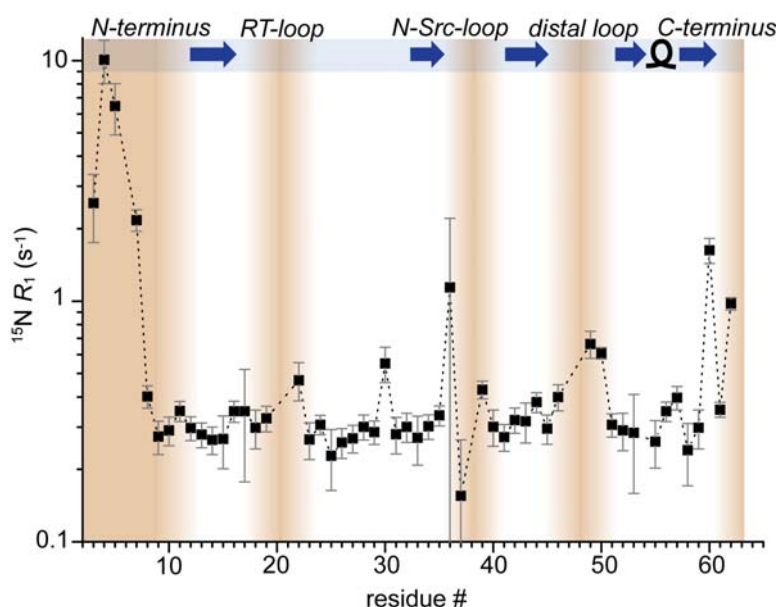 N-terminus RT-loop N-Src-loop distal loop C-terminus
10
1
0.1
¹⁵N R₁ (s⁻¹)
10 20 30 40 50 60
residue #